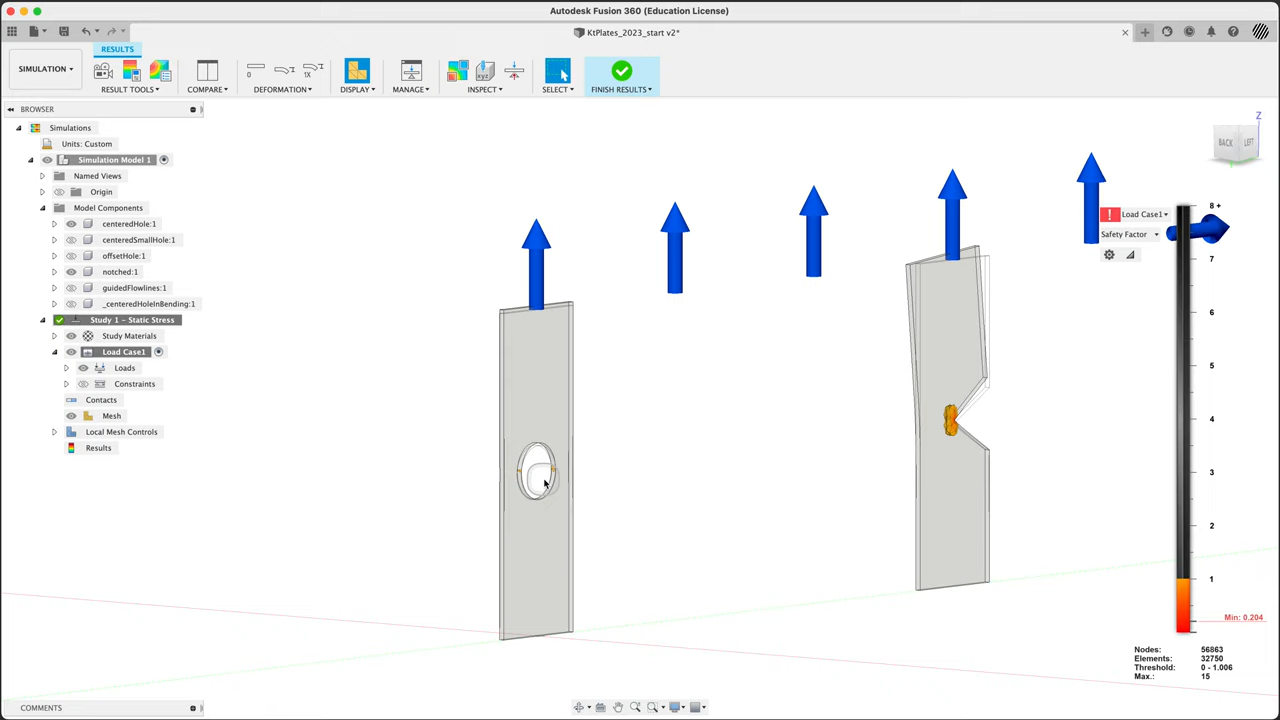 Autodesk Fusion 360 (Education License)
KtPlates_2023_start v2*
RESULTS
SIMULATION
RESULT TOOLS
COMPARE
1X
DEFORMATION
DISPLAY
MANAGE
xyz
INSPECT
SELECT
FINISH RESULTS
BROWSER
Simulations
Units: Custom
Simulation Model 1
Named Views
Origin
Model Components
centeredHole:1
centeredSmallHole:1
offsetHole:1
notched:1
guidedFlowlines:1
_centeredHoleInBending:1
Study 1 - Static Stress
Study Materials
Load Case1
Loads
Constraints
Contacts
Mesh
Local Mesh Controls
Results
Z
BACK
LEFT
Load Case1
Safety Factor
8 +
7
6
5
4
3
2
1
Min: 0.204
Nodes: 56863
Elements: 32750
Threshold: 0 - 1.006
Max.: 15
COMMENTS